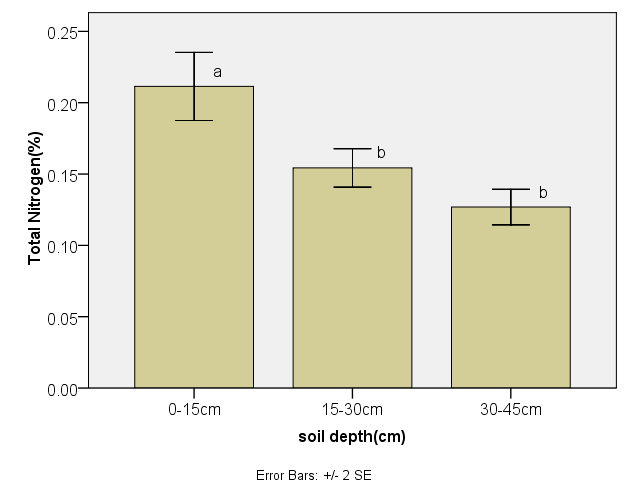 Total Nitrogen(%)
0.25
0.20
0.15
0.10
0.05
0.00
a
b
b
0-15cm
15-30cm
30-45cm
soil depth(cm)
Error Bars: +/- 2 SE